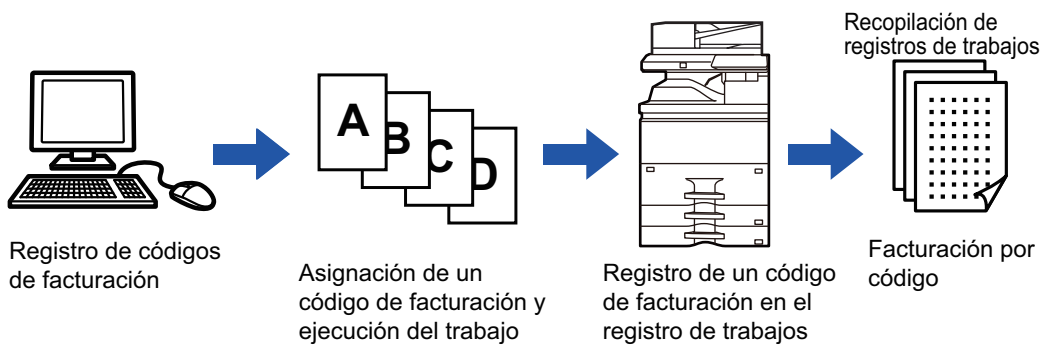 Recopilación de
registros de trabajos
A
B
C
D
Registro de códigos
de facturación
Asignación de un
código de facturación y
ejecución del trabajo
Registro de un código
de facturación en el
registro de trabajos
Facturación por
código